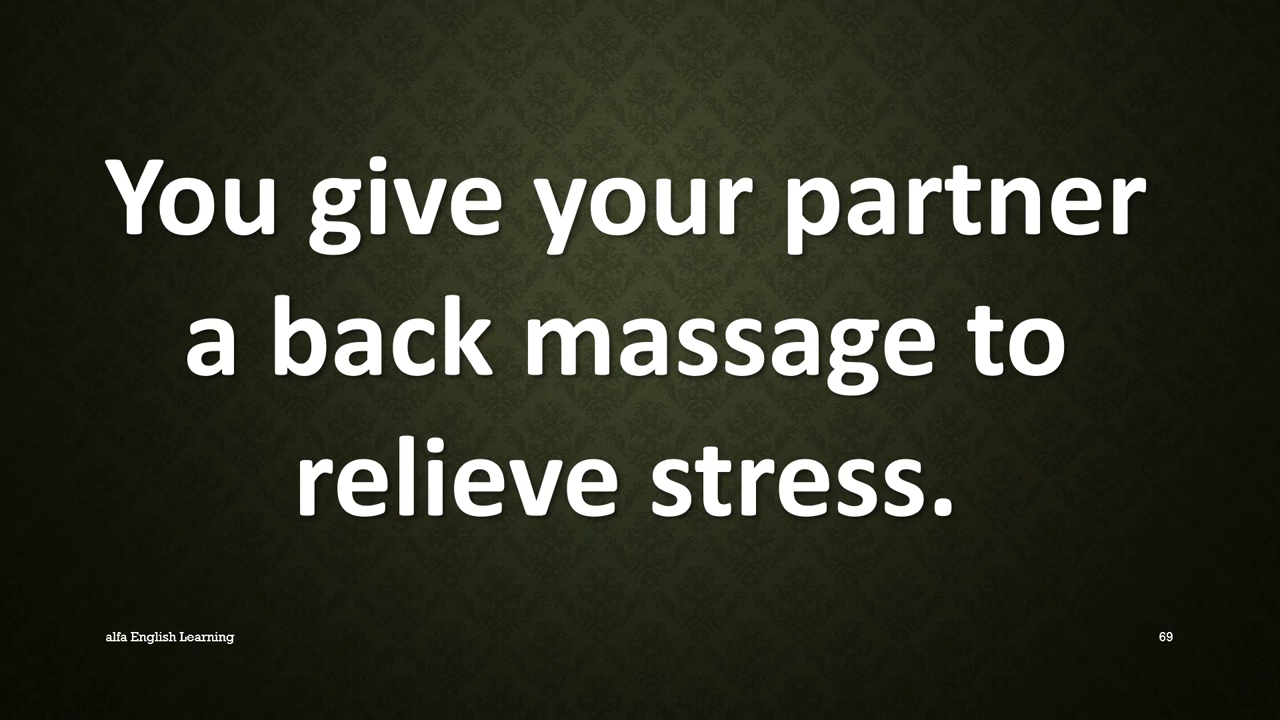 You give your partner
a back massage to
relieve stress.
alfa English Learning
69